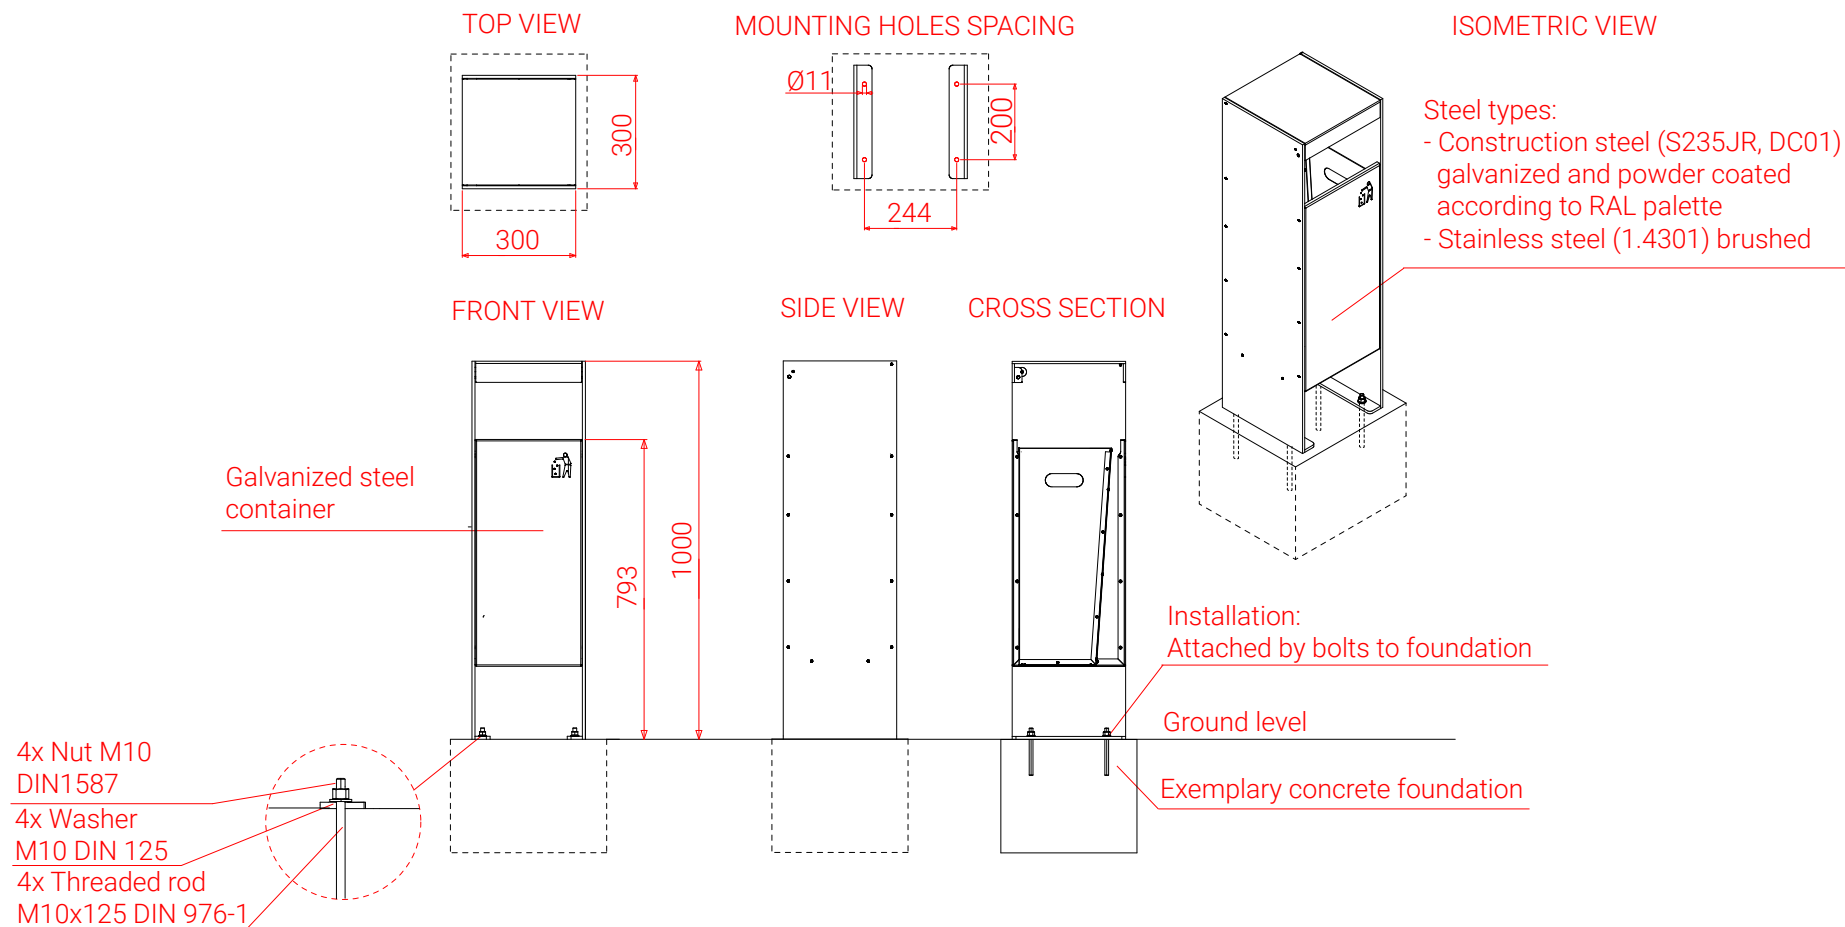 TOP VIEW
MOUNTING HOLES SPACING
ISOMETRIC VIEW
Ø11
300
200
244
300
Steel types:
- Construction steel (S235JR, DC01)
galvanized and powder coated
according to RAL palette
- Stainless steel (1.4301) brushed
FRONT VIEW
SIDE VIEW
CROSS SECTION
Galvanized steel
container
793
1000
Installation:
Attached by bolts to foundation
Ground level
Exemplary concrete foundation
4x Nut M10
DIN1587
4x Washer
M10 DIN 125
4x Threaded rod
M10x125 DIN 976-1